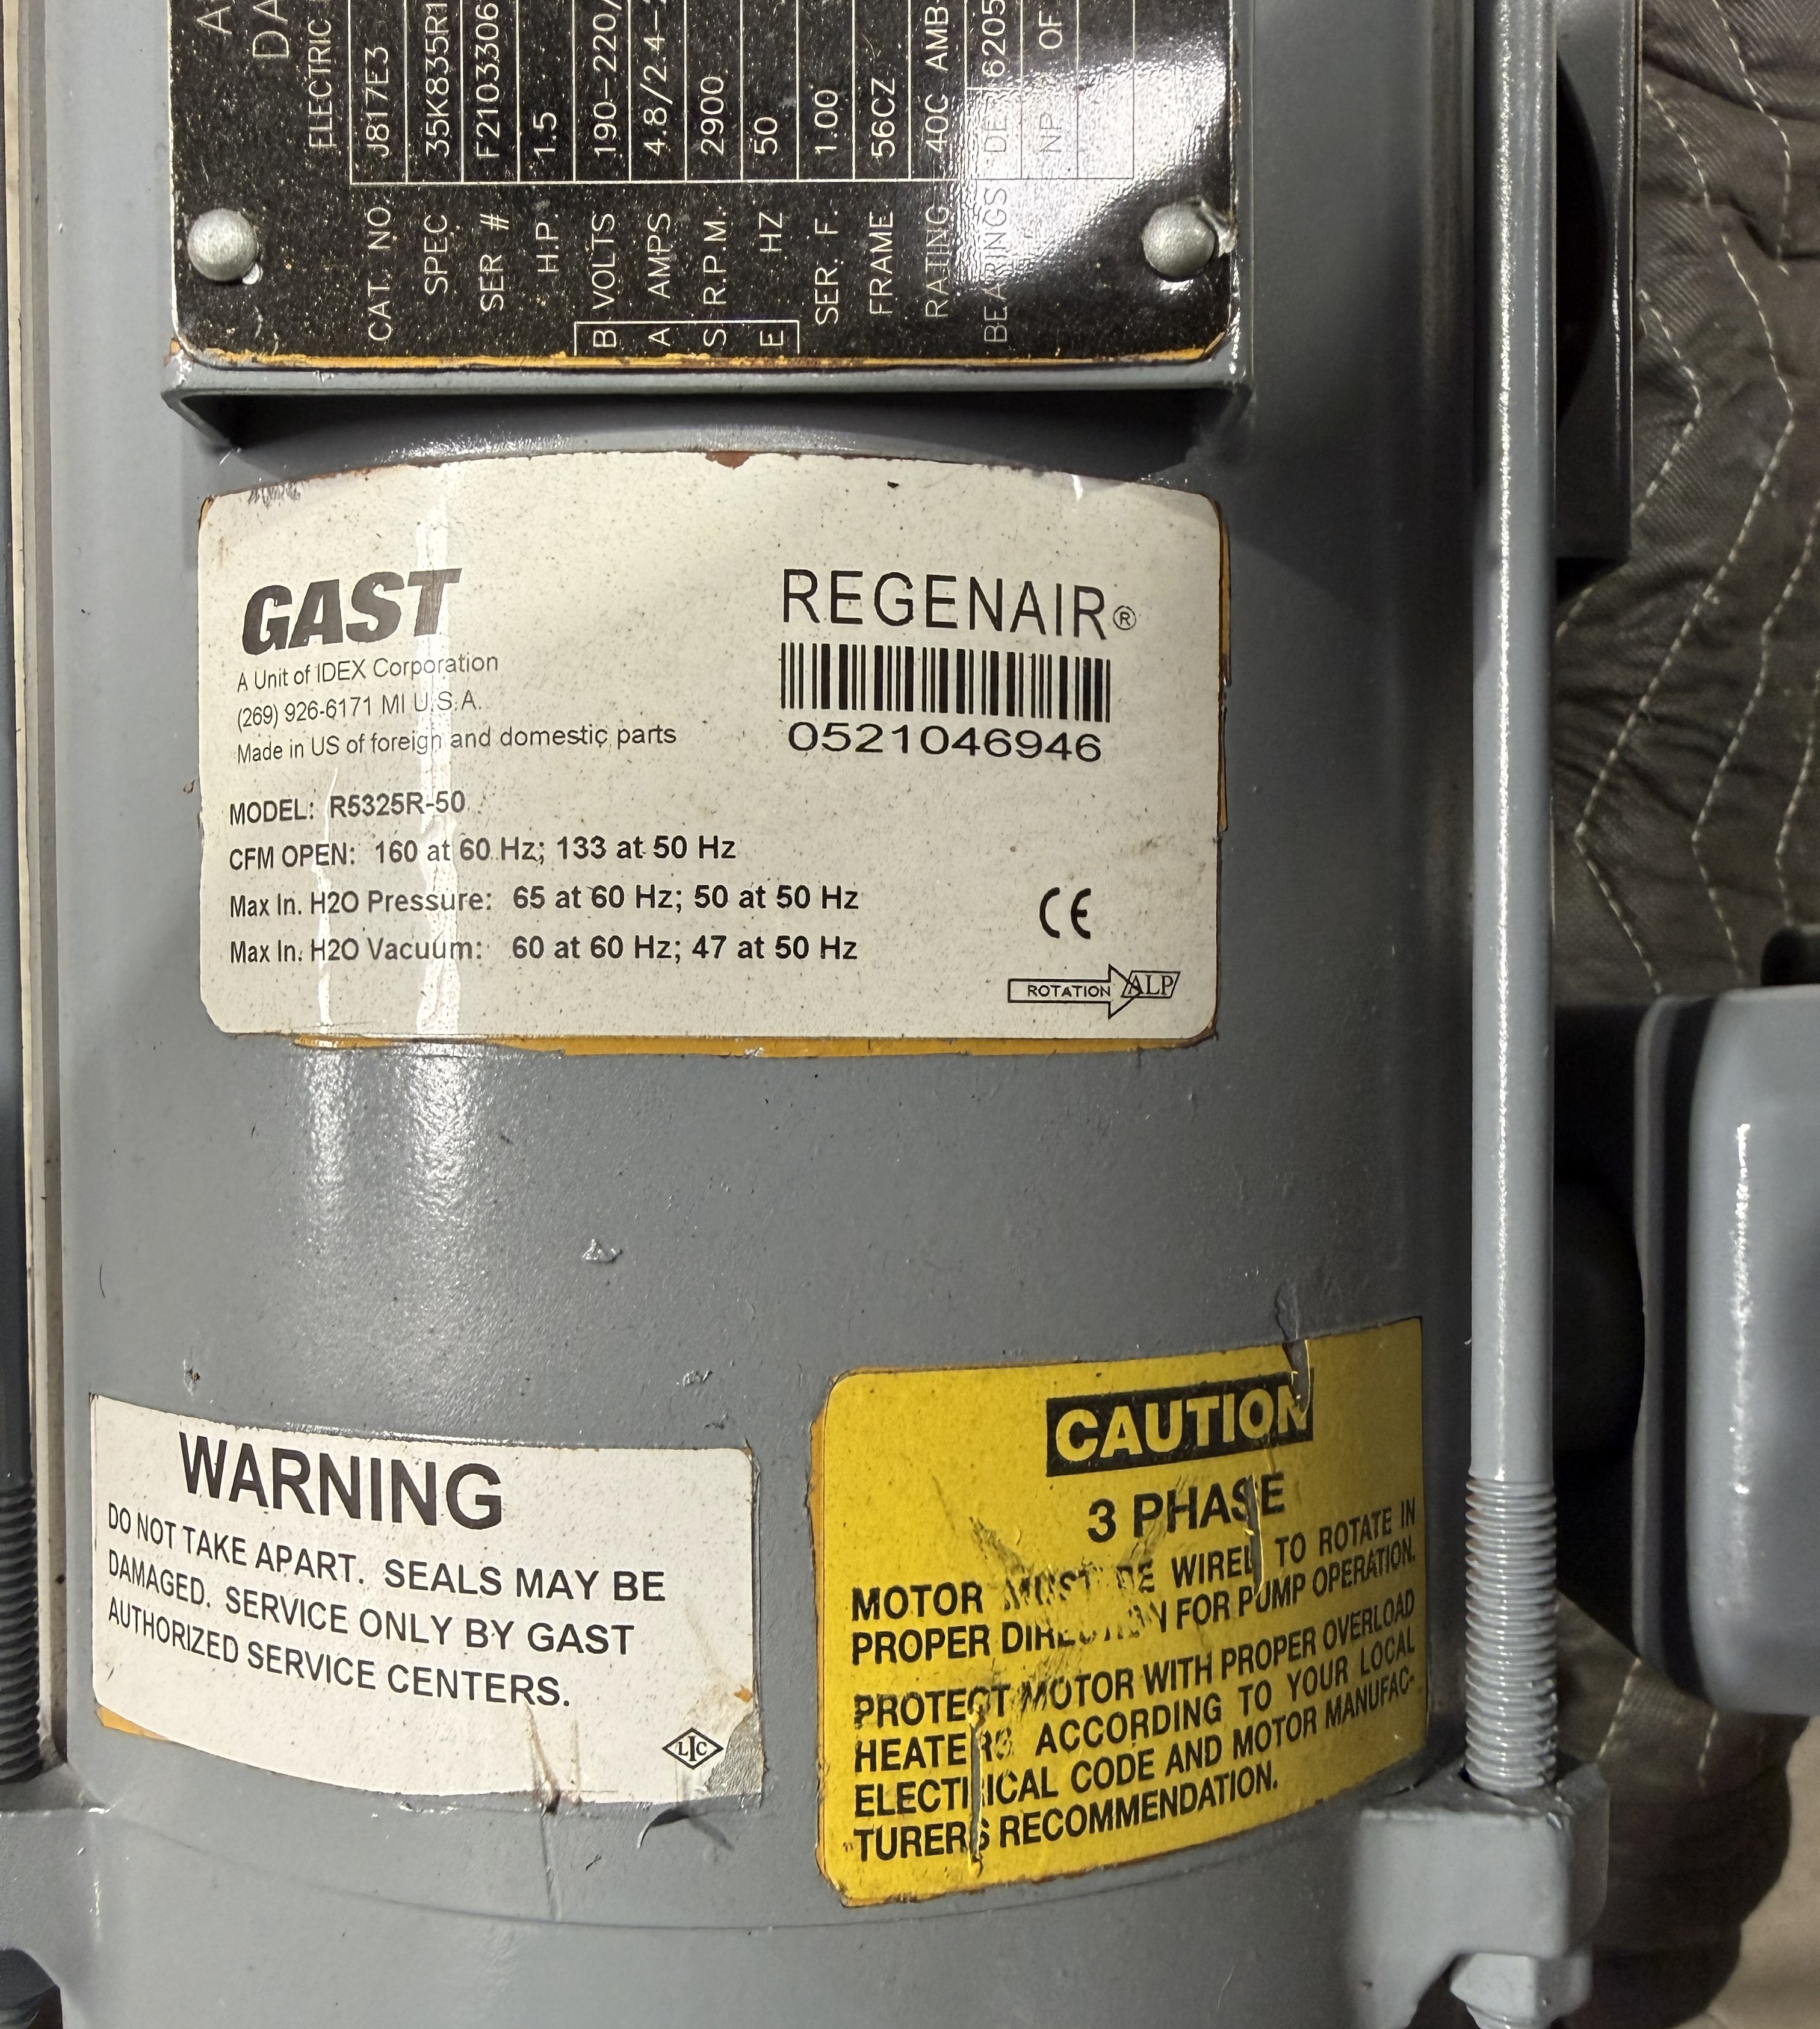 ELECTRIC
CAT. NO. J817E3
SPEC 35K835R1
SER # F2103306
H.P. 1.5
VOLTS 190-220/
AMPS 4.8/2.4-
R.P.M. 2900
HZ 50
BASE
SER. F. 1.00
FRAME 56CZ
RATING 40C AMB-
BEARINGS DE 6205
NP OF
GAST
A Unit of IDEX Corporation
(269) 926-6171 MI U.S.A.
Made in US of foreign and domestic parts
REGENAIR®
0521046946
MODEL: R5325R-50
CFM OPEN: 160 at 60 Hz; 133 at 50 Hz
Max In. H2O Pressure: 65 at 60 Hz; 50 at 50 Hz
Max In. H2O Vacuum: 60 at 60 Hz; 47 at 50 Hz
CE
ROTATION ALP
WARNING
DO NOT TAKE APART. SEALS MAY BE
DAMAGED. SERVICE ONLY BY GAST
AUTHORIZED SERVICE CENTERS.
LIC
CAUTION
3 PHASE
MOTOR MUST BE WIRED TO ROTATE IN
PROPER DIRECTION FOR PUMP OPERATION.
PROTECT MOTOR WITH PROPER OVERLOAD
HEATERS ACCORDING TO YOUR LOCAL
ELECTRICAL CODE AND MOTOR MANUFAC-
TURERS RECOMMENDATION.